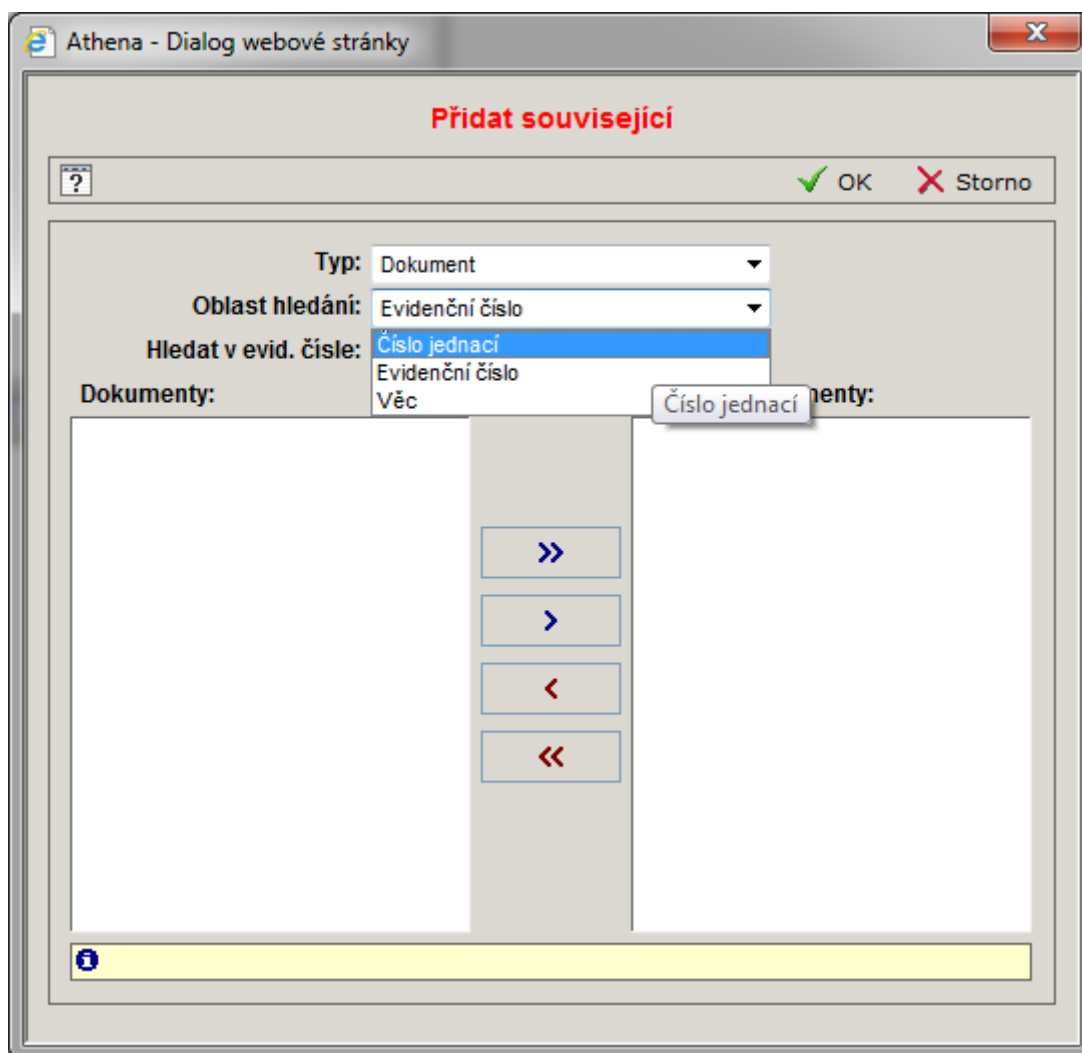 Athena - Dialog webové stránky
Přidat související
OK Storno
Typ: Dokument
Oblast hledání: Evidenční číslo
Hledat v evid. čísle: Číslo jednací
Evidenční číslo
Dokumenty: Věc
Číslo jednací